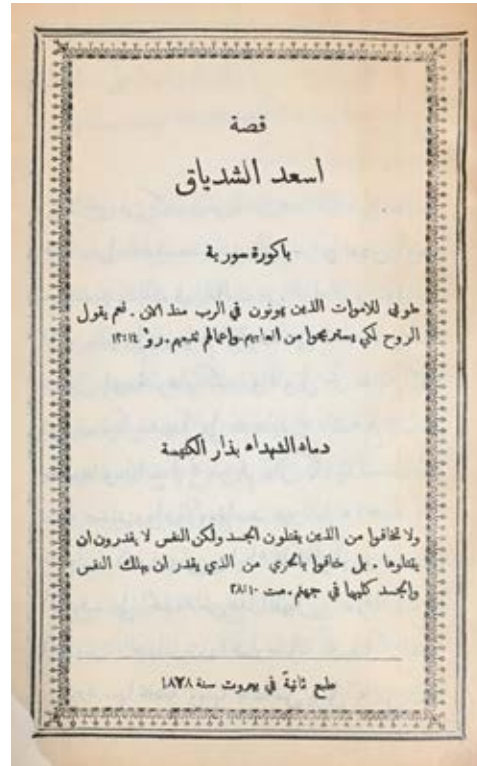 قصة
اسعد الشدياق
باكورة سورية
طوبى للاموات الذين يموتون في الرب منذ الآن . نعم يقول
الروح لكي يستريحوا من اتعابهم واعمالهم تتبعهم . روٴ ١٤ : ١٣
دماء الشهداء بذار الكنيسة
ولا تخافوا من الذين يقتلون الجسد ولكن النفس لا يقدرون ان
يقتلوها . بل خافوا بالحري من الذي يقدر ان يهلك النفس
والجسد كليهما في جهنم . مت ١٠ : ٢٨
طبع ثانيةً في بيروت سنة ١٨٧٨